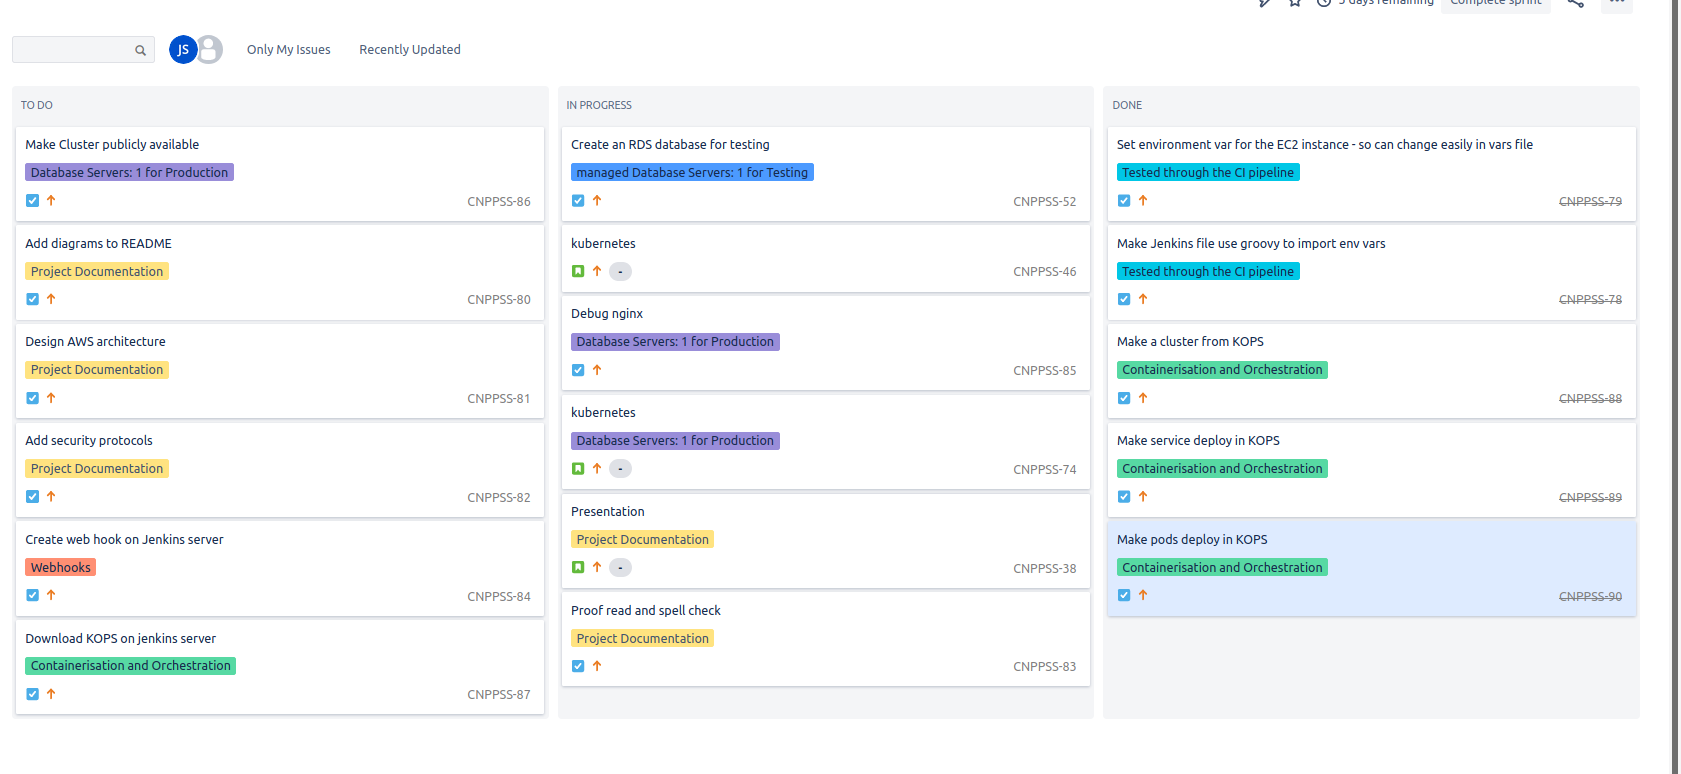 5 days remaining
Complete sprint
JS
Only My Issues
Recently Updated
TO DO
Make Cluster publicly available
Database Servers: 1 for Production
CNPPSS-86
Add diagrams to README
Project Documentation
CNPPSS-80
Design AWS architecture
Project Documentation
CNPPSS-81
Add security protocols
Project Documentation
CNPPSS-82
Create web hook on Jenkins server
Webhooks
CNPPSS-84
Download KOPS on jenkins server
Containerisation and Orchestration
CNPPSS-87
IN PROGRESS
Create an RDS database for testing
managed Database Servers: 1 for Testing
CNPPSS-52
kubernetes
-
CNPPSS-46
Debug nginx
Database Servers: 1 for Production
CNPPSS-85
kubernetes
Database Servers: 1 for Production
-
CNPPSS-74
Presentation
Project Documentation
-
CNPPSS-38
Proof read and spell check
Project Documentation
CNPPSS-83
DONE
Set environment var for the EC2 instance - so can change easily in vars file
Tested through the CI pipeline
CNPPSS-79
Make Jenkins file use groovy to import env vars
Tested through the CI pipeline
CNPPSS-78
Make a cluster from KOPS
Containerisation and Orchestration
CNPPSS-88
Make service deploy in KOPS
Containerisation and Orchestration
CNPPSS-89
Make pods deploy in KOPS
Containerisation and Orchestration
CNPPSS-90